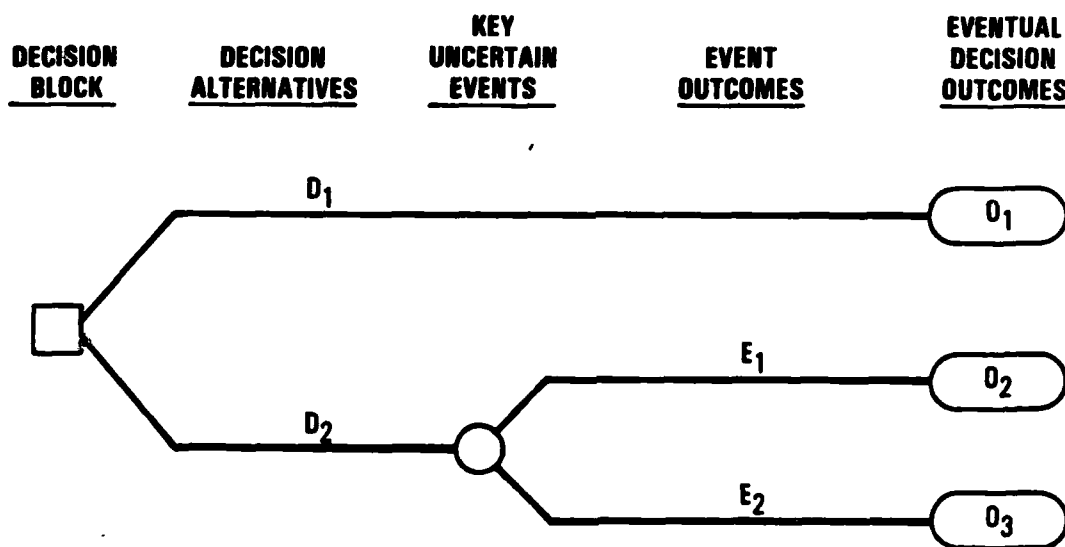 DECISION
BLOCK
DECISION
ALTERNATIVES
KEY
UNCERTAIN
EVENTS
EVENT
OUTCOMES
EVENTUAL
DECISION
OUTCOMES
D₁
O₁
E₁
O₂
D₂
E₂
O₃